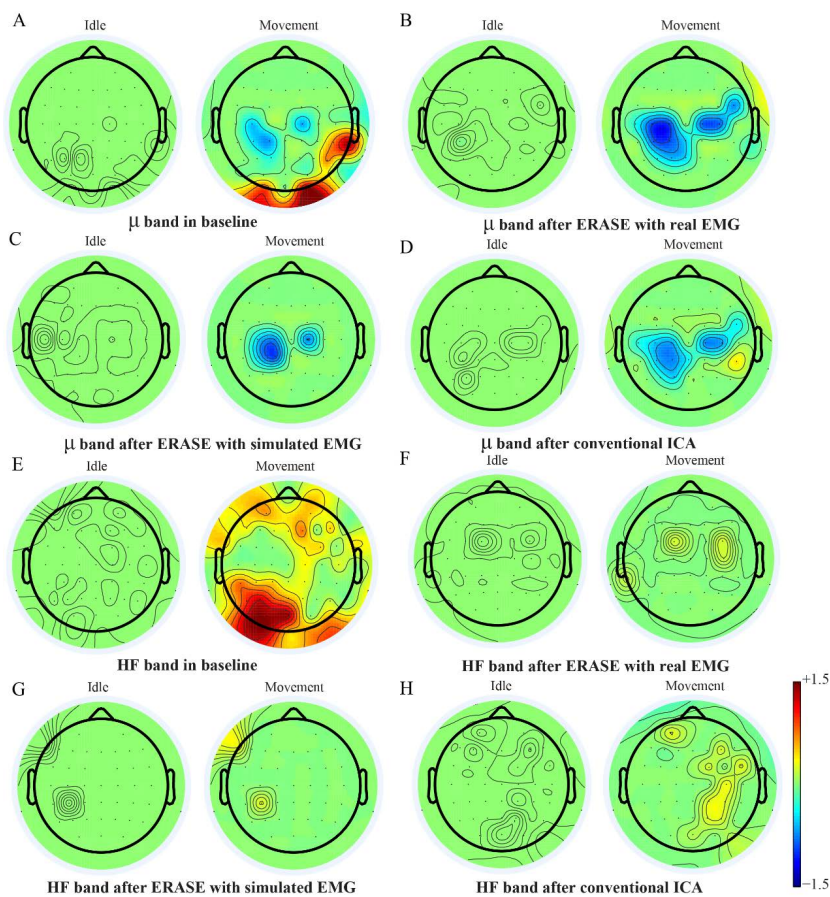 A
Idle
Movement
μ band in baseline
B
Idle
Movement
μ band after ERASE with real EMG
C
Idle
Movement
μ band after ERASE with simulated EMG
D
Idle
Movement
μ band after conventional ICA
E
Idle
Movement
HF band in baseline
F
Idle
Movement
HF band after ERASE with real EMG
G
Idle
Movement
HF band after ERASE with simulated EMG
H
Idle
Movement
HF band after conventional ICA
+1.5
−1.5